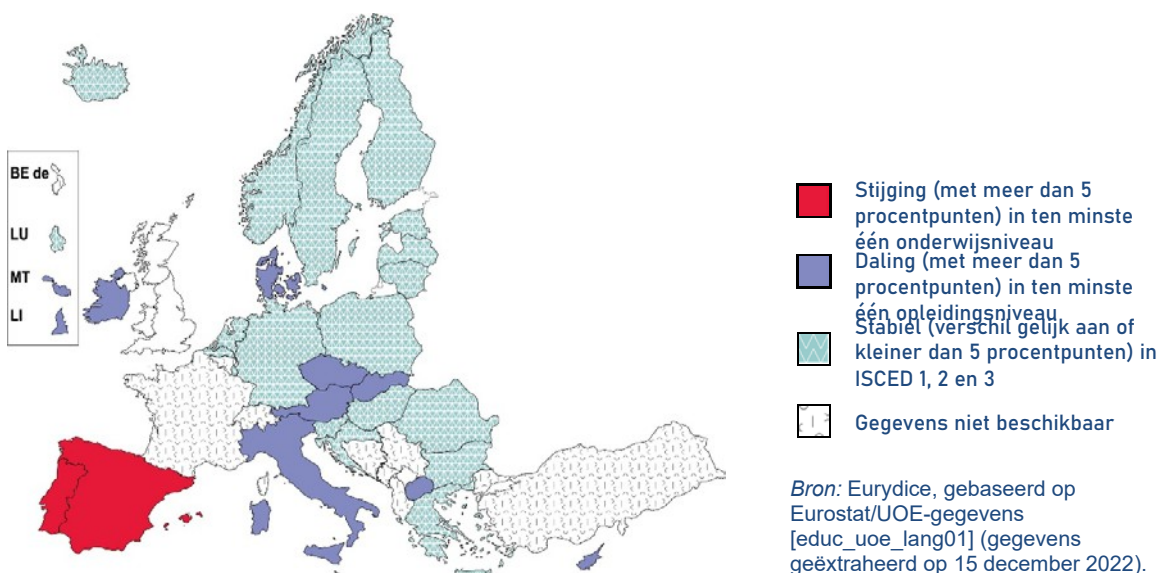 BE de
LU
MT
LI
Stijging (met meer dan 5
procentpunten) in ten minste
één onderwijsniveau
Daling (met meer dan 5
procentpunten) in ten minste
één opleidingsniveau
Stabiel (verschil gelijk aan of
kleiner dan 5 procentpunten) in
ISCED 1, 2 en 3
Gegevens niet beschikbaar
Bron: Eurydice, gebaseerd op
Eurostat/UOE-gegevens
[educ_uoe_lang01] (gegevens
geëxtraheerd op 15 december 2022).